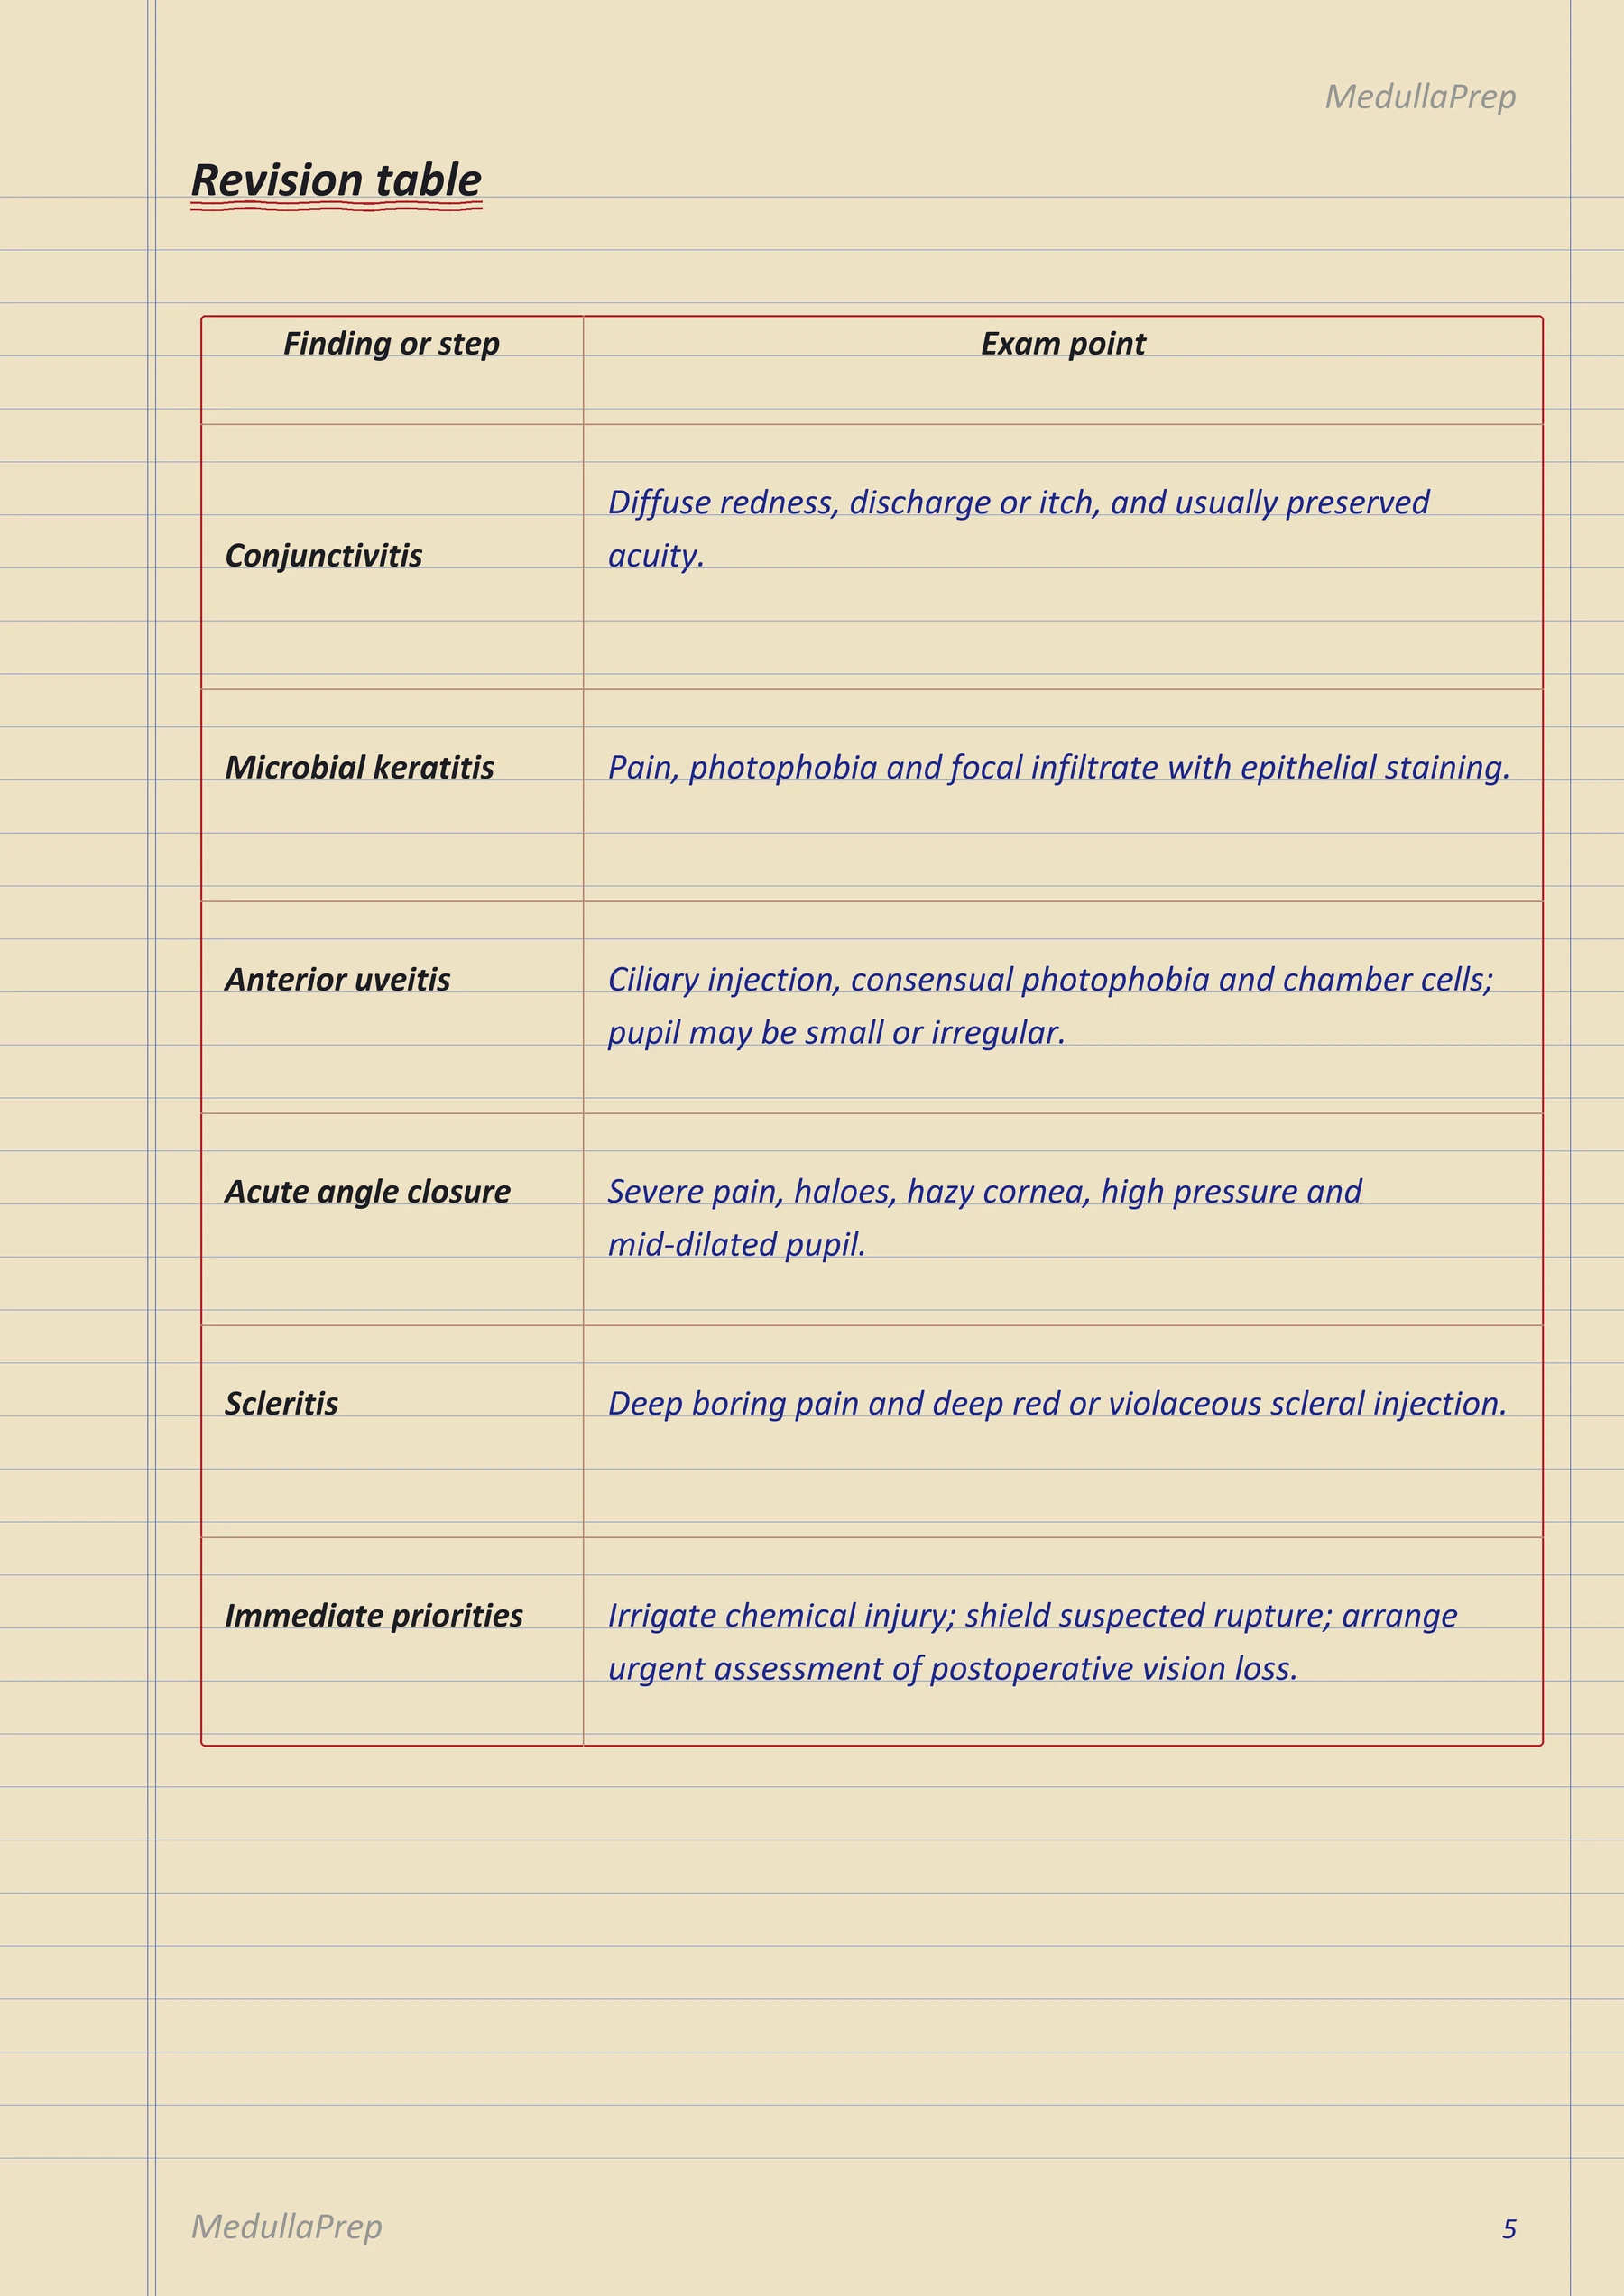 MedullaPrep
Revision table
Finding or step
Exam point
Conjunctivitis
Diffuse redness, discharge or itch, and usually preserved
acuity.
Microbial keratitis
Pain, photophobia and focal infiltrate with epithelial staining.
Anterior uveitis
Ciliary injection, consensual photophobia and chamber cells;
pupil may be small or irregular.
Acute angle closure
Severe pain, haloes, hazy cornea, high pressure and
mid-dilated pupil.
Scleritis
Deep boring pain and deep red or violaceous scleral injection.
Immediate priorities
Irrigate chemical injury; shield suspected rupture; arrange
urgent assessment of postoperative vision loss.
MedullaPrep
5